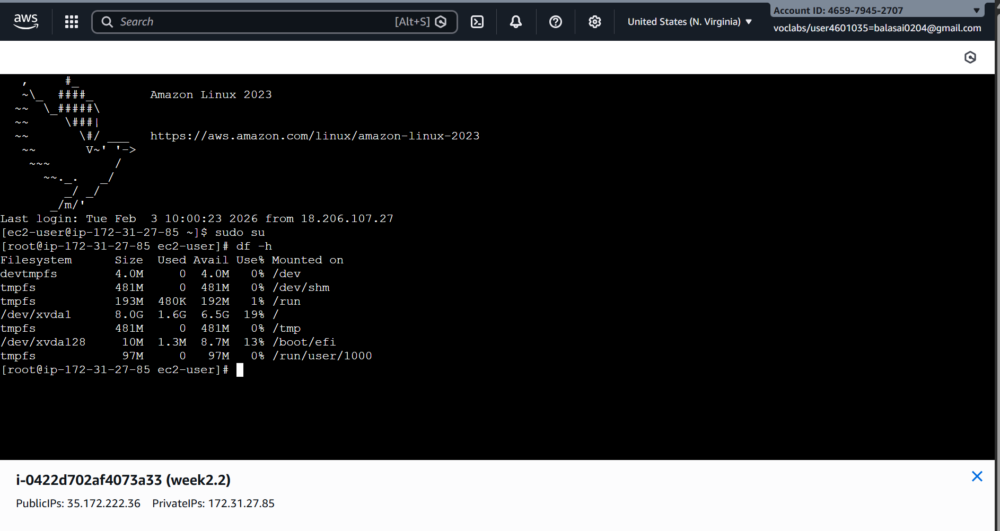 aws
Search [Alt+S]
United States (N. Virginia)
Account ID: 4659-7945-2707
voclabs/user4601035=balasai0204@gmail.com
   ,     #_
   ~\_  ####_        Amazon Linux 2023
  ~~  \_#####\
  ~~     \###|
  ~~       \#/ ___   https://aws.amazon.com/linux/amazon-linux-2023
   ~~       V~' '->
    ~~~         /
      ~~._.   _/
         _/ _/
       _/m/'
Last login: Tue Feb  3 10:00:23 2026 from 18.206.107.27
[ec2-user@ip-172-31-27-85 ~]$ sudo su
[root@ip-172-31-27-85 ec2-user]# df -h
Filesystem      Size  Used Avail Use% Mounted on
devtmpfs        4.0M     0  4.0M   0% /dev
tmpfs           481M     0  481M   0% /dev/shm
tmpfs           193M  480K  192M   1% /run
/dev/xvda1      8.0G  1.6G  6.5G  19% /
tmpfs           481M     0  481M   0% /tmp
/dev/xvda128     10M  1.3M  8.7M  13% /boot/efi
tmpfs            97M     0   97M   0% /run/user/1000
[root@ip-172-31-27-85 ec2-user]#
i-0422d702af4073a33 (week2.2)
PublicIPs: 35.172.222.36 PrivateIPs: 172.31.27.85